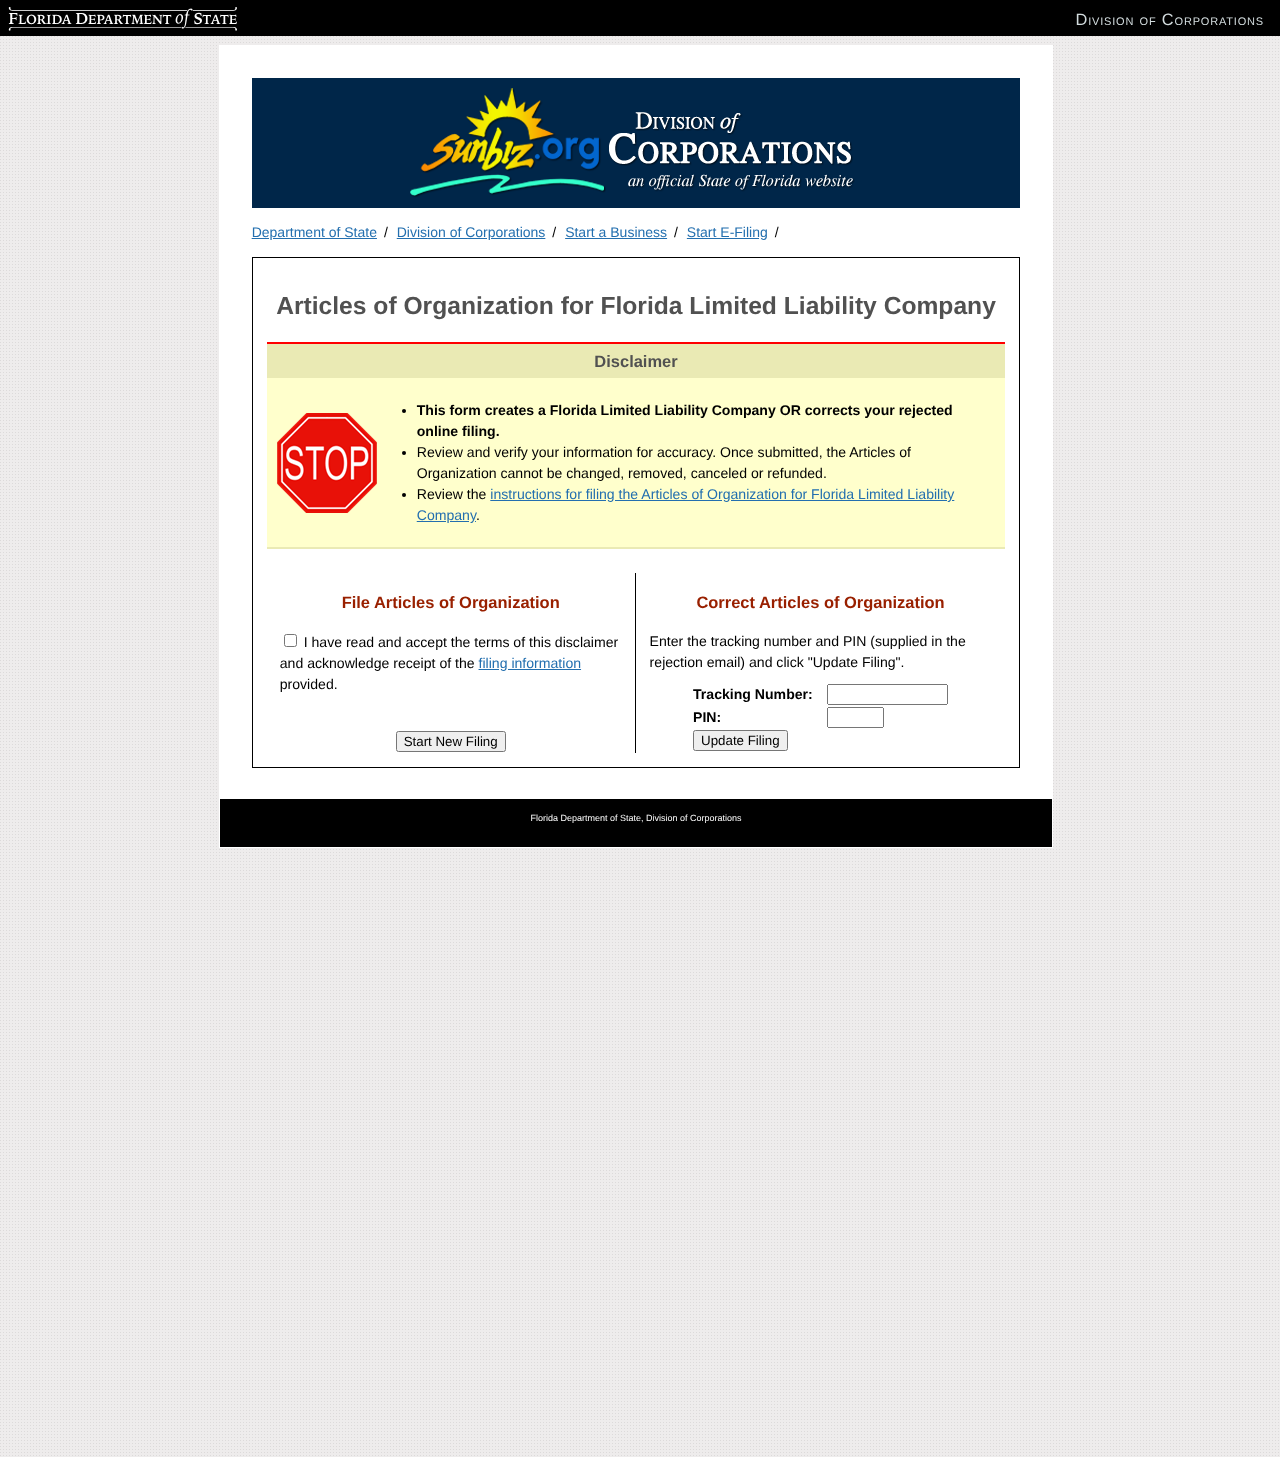 FLORIDA DEPARTMENT of STATE
Division of Corporations
Sunbiz.org
DIVISION of
CORPORATIONS
an official State of Florida website
Department of State / Division of Corporations / Start a Business / Start E-Filing /
Articles of Organization for Florida Limited Liability Company
Disclaimer
STOP
• This form creates a Florida Limited Liability Company OR corrects your rejected
online filing.
• Review and verify your information for accuracy. Once submitted, the Articles of
Organization cannot be changed, removed, canceled or refunded.
• Review the instructions for filing the Articles of Organization for Florida Limited Liability
Company.
File Articles of Organization
I have read and accept the terms of this disclaimer
and acknowledge receipt of the filing information
provided.
Start New Filing
Correct Articles of Organization
Enter the tracking number and PIN (supplied in the
rejection email) and click "Update Filing".
Tracking Number:
PIN:
Update Filing
Florida Department of State, Division of Corporations